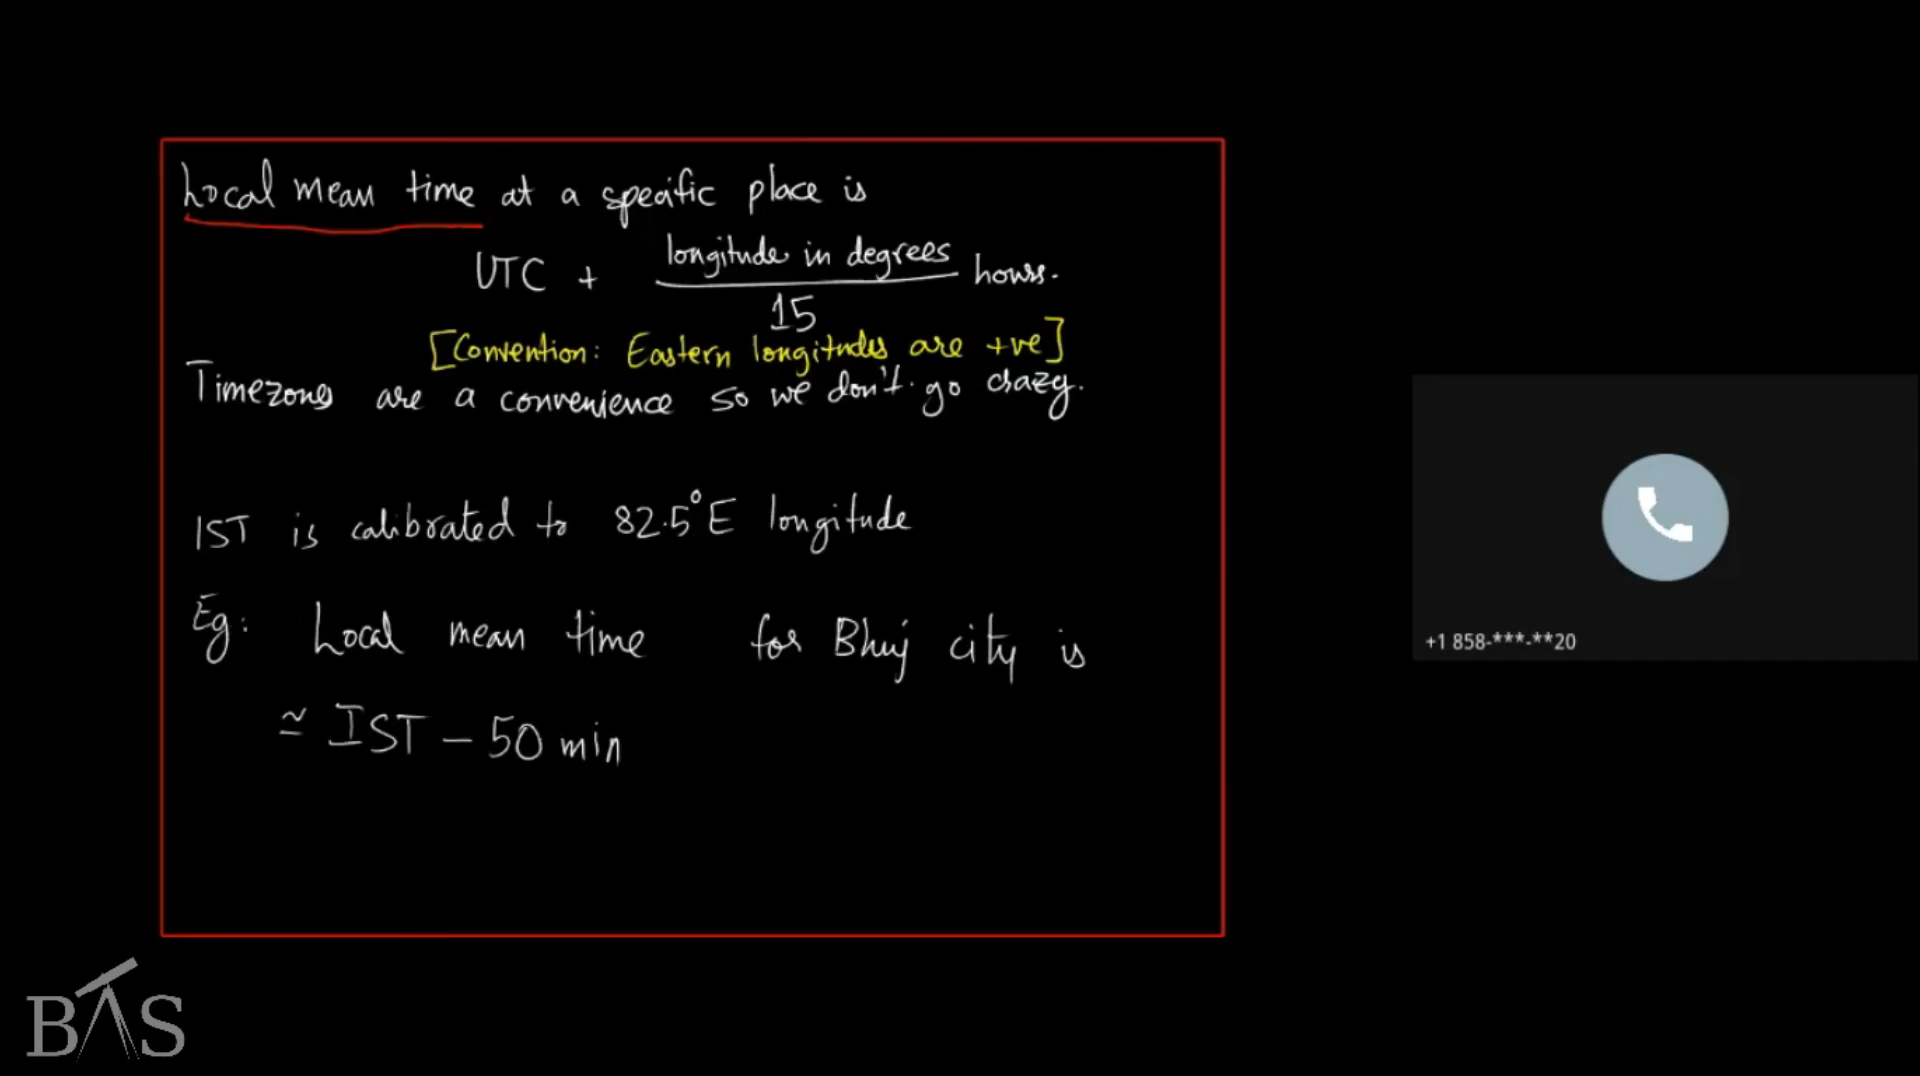 Local mean time at a specific place is
UTC + longitude in degrees / 15 hours.
[Convention: Eastern longitudes are +ve]
Timezones are a convenience so we don't go crazy.
IST is calibrated to 82.5°E longitude
Eg: Local mean time for Bhuj city is
≃ IST – 50 min
+1 858-***-**20
BAS